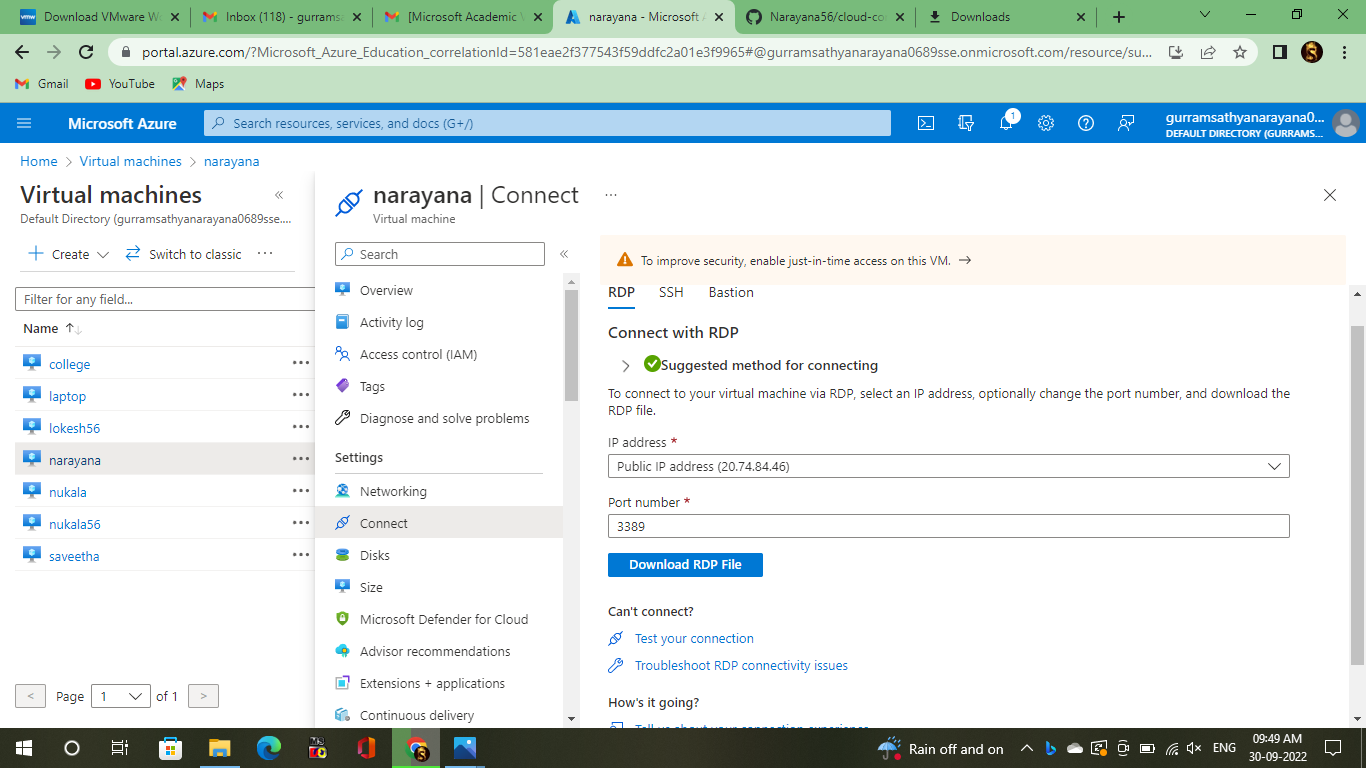 Download VMware Wo
Inbox (118) - gurramsa
[Microsoft Academic V
narayana - Microsoft A
Narayana56/cloud-co
Downloads
portal.azure.com/?Microsoft_Azure_Education_correlationId=581eae2f377543f59ddfc2a01e3f9965#@gurramsathyanarayana0689sse.onmicrosoft.com/resource/su...
Gmail
YouTube
Maps
Microsoft Azure
Search resources, services, and docs (G+/)
1
gurramsathyanarayana0...
DEFAULT DIRECTORY (GURRAMS...
Home > Virtual machines > narayana
Virtual machines
Default Directory (gurramsathyanarayana0689sse....
Create
Switch to classic
Filter for any field...
Name
college
laptop
lokesh56
narayana
nukala
nukala56
saveetha
< Page 1 of 1 >
narayana | Connect
Virtual machine
Search
Overview
Activity log
Access control (IAM)
Tags
Diagnose and solve problems
Settings
Networking
Connect
Disks
Size
Microsoft Defender for Cloud
Advisor recommendations
Extensions + applications
Continuous delivery
To improve security, enable just-in-time access on this VM. →
RDP SSH Bastion
Connect with RDP
Suggested method for connecting
To connect to your virtual machine via RDP, select an IP address, optionally change the port number, and download the
RDP file.
IP address *
Public IP address (20.74.84.46)
Port number *
3389
Download RDP File
Can't connect?
Test your connection
Troubleshoot RDP connectivity issues
How's it going?
Tell us about your connection experience
Rain off and on
ENG
09:49 AM
30-09-2022